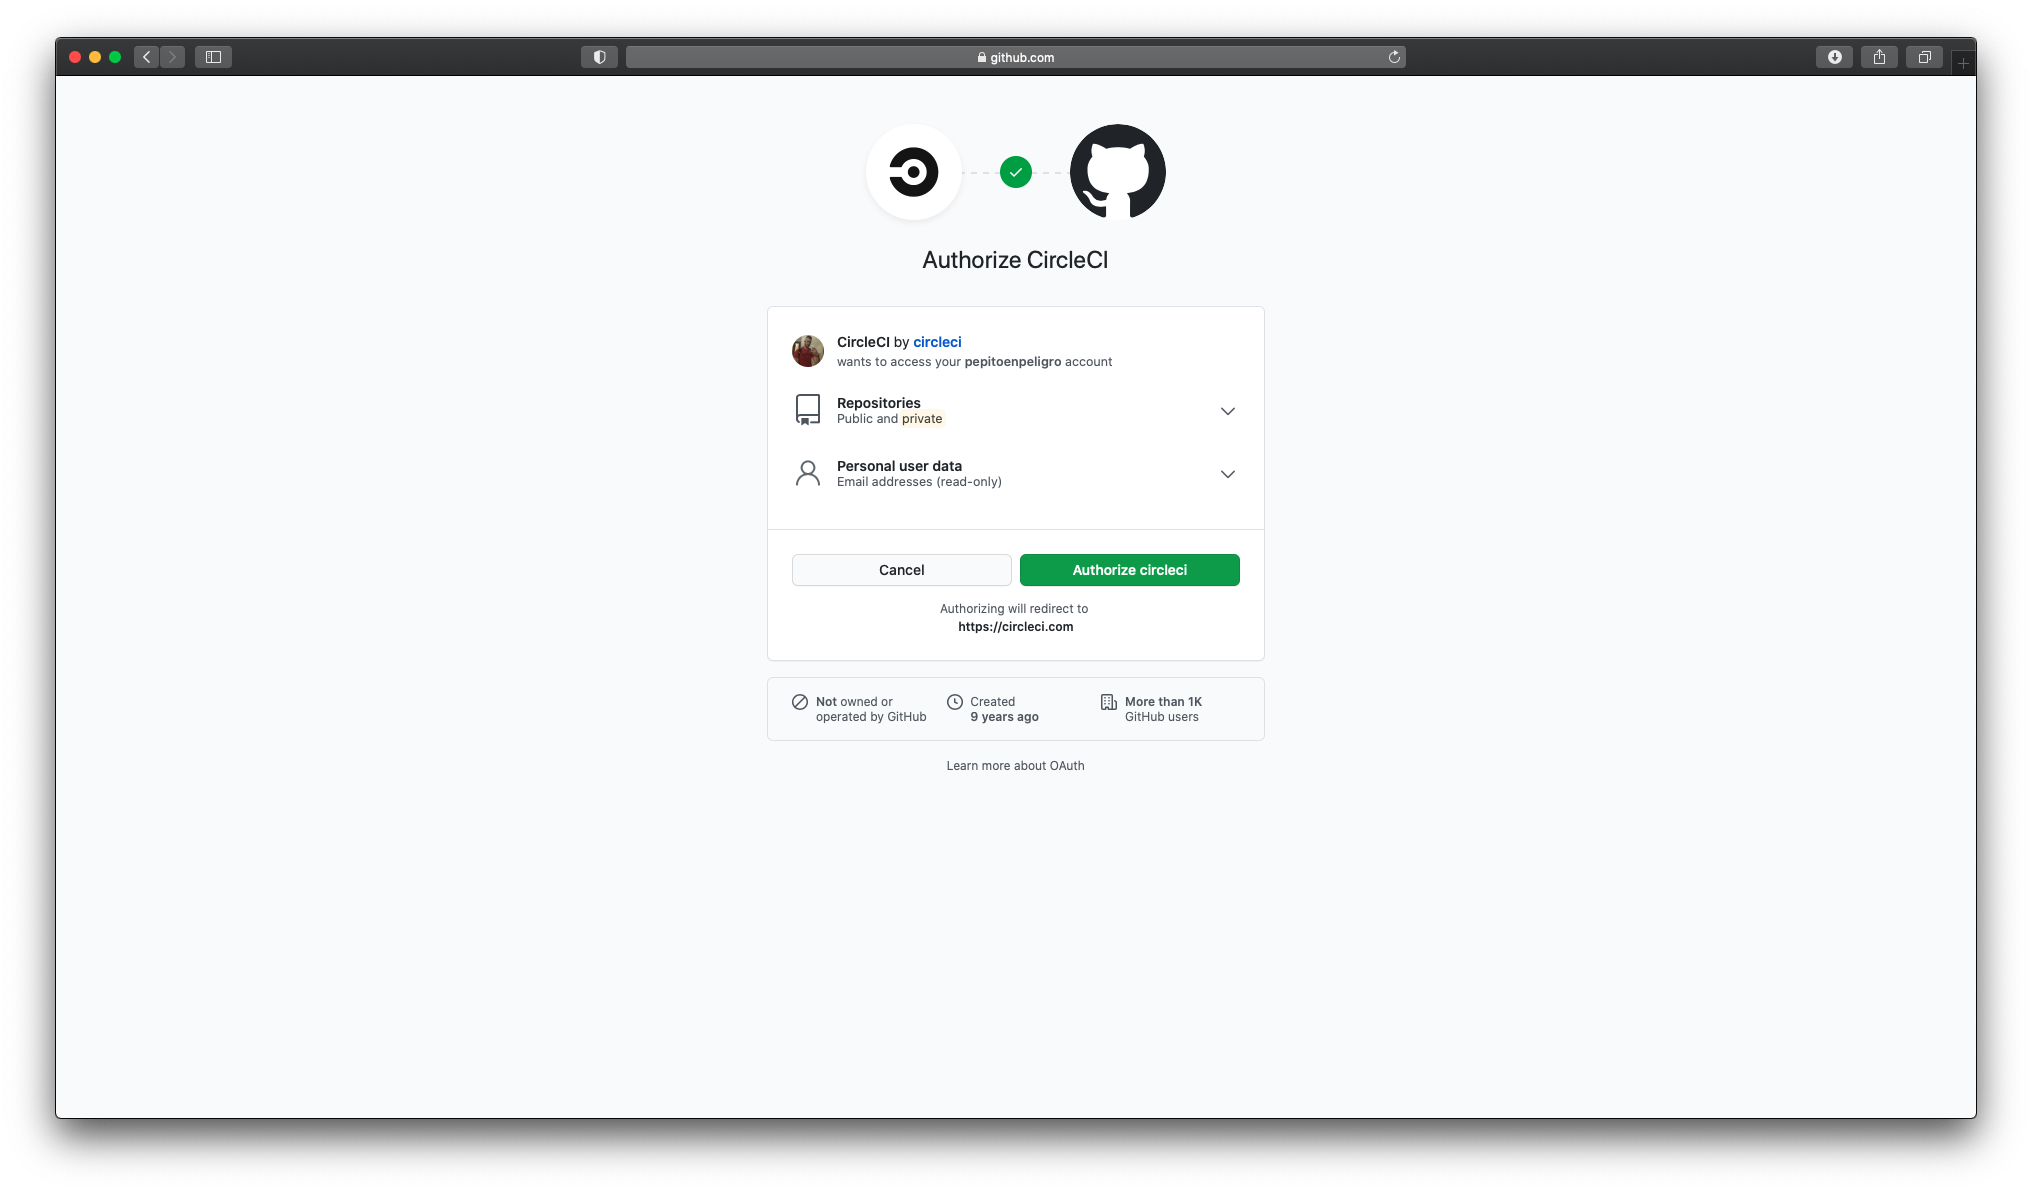 github.com
Authorize CircleCI
CircleCI by circleci
wants to access your pepitoenpeligro account
Repositories
Public and private
Personal user data
Email addresses (read-only)
Cancel
Authorize circleci
Authorizing will redirect to
https://circleci.com
Not owned or
operated by GitHub
Created
9 years ago
More than 1K
GitHub users
Learn more about OAuth